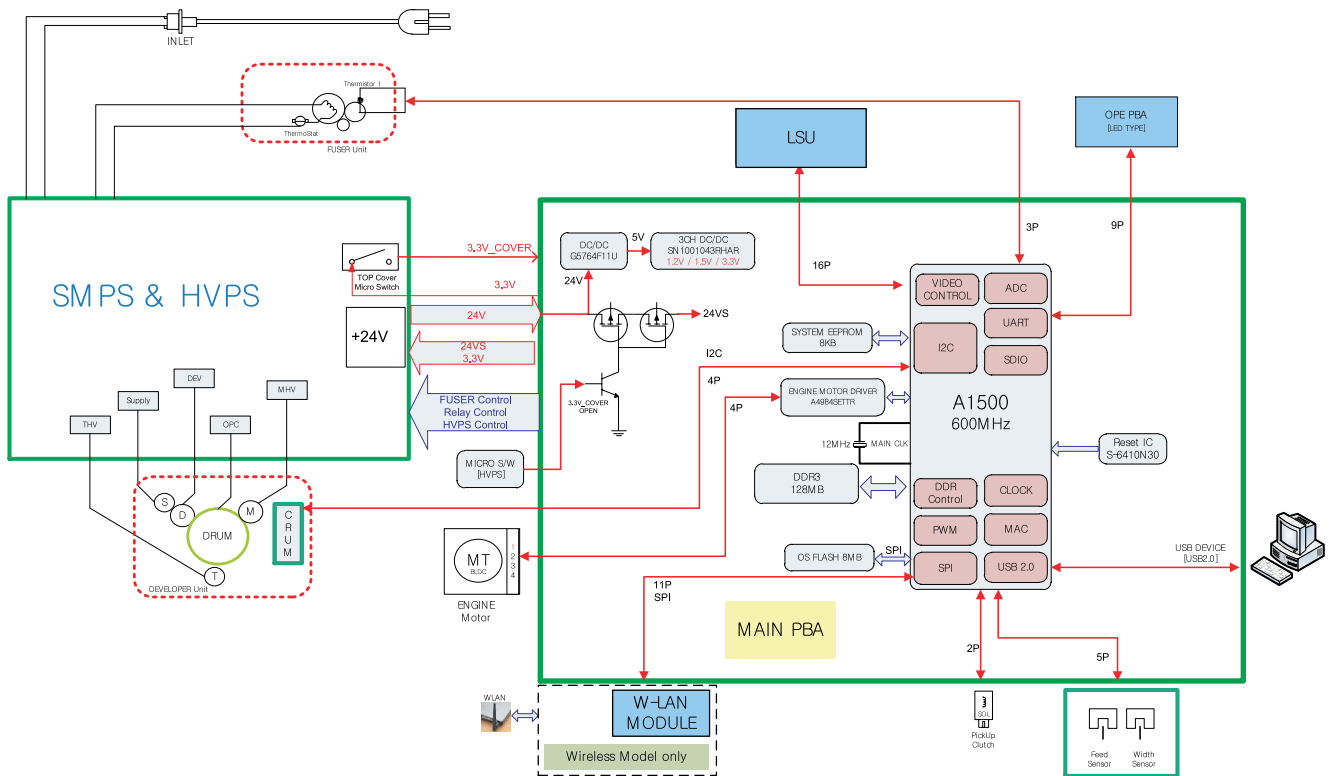 INLET
Thermistor 1
ThermoStat
FUSER Unit
LSU
OPE PBA
[LED TYPE]
3P
9P
16P
SMPS & HVPS
TOP Cover
Micro Switch
3.3V_COVER
3.3V
+24V
24V
24VS
3.3V
FUSER Control
Relay Control
HVPS Control
DC/DC
G5764F11U
5V
3CH DC/DC
SN1001043RHAR
1.2V / 1.5V / 3.3V
24V
24VS
3.3V_COVER
OPEN
MICRO S/W
[HVPS]
I2C
4P
4P
SYSTEM EEPROM
8KB
ENGINE MOTOR DRIVER
A4984SETTR
12MHz
MAIN CLK
DDR3
128MB
OS FLASH 8MB
SPI
VIDEO
CONTROL
ADC
UART
I2C
SDIO
A1500
600MHz
DDR
Control
CLOCK
PWM
MAC
SPI
USB 2.0
Reset IC
S-6410N30
USB DEVICE
[USB2.0]
THV
Supply
DEV
OPC
MHV
S
D
M
DRUM
T
CRUM
DEVELOPER Unit
MT
BLDC
1
2
3
4
ENGINE
Motor
11P
SPI
MAIN PBA
2P
5P
WLAN
W-LAN
MODULE
Wireless Model only
SOL
PickUp
Clutch
Feed
Sensor
Width
Sensor